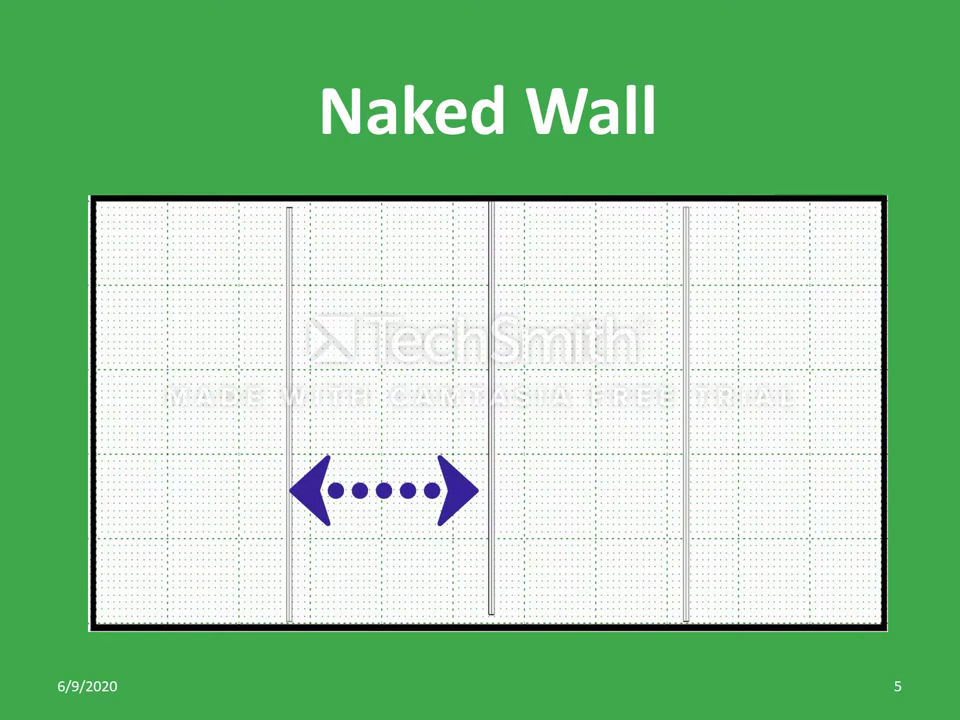 Naked Wall
TechSmith®
MADE WITH CAMTASIA FREE TRIAL
6/9/2020
5